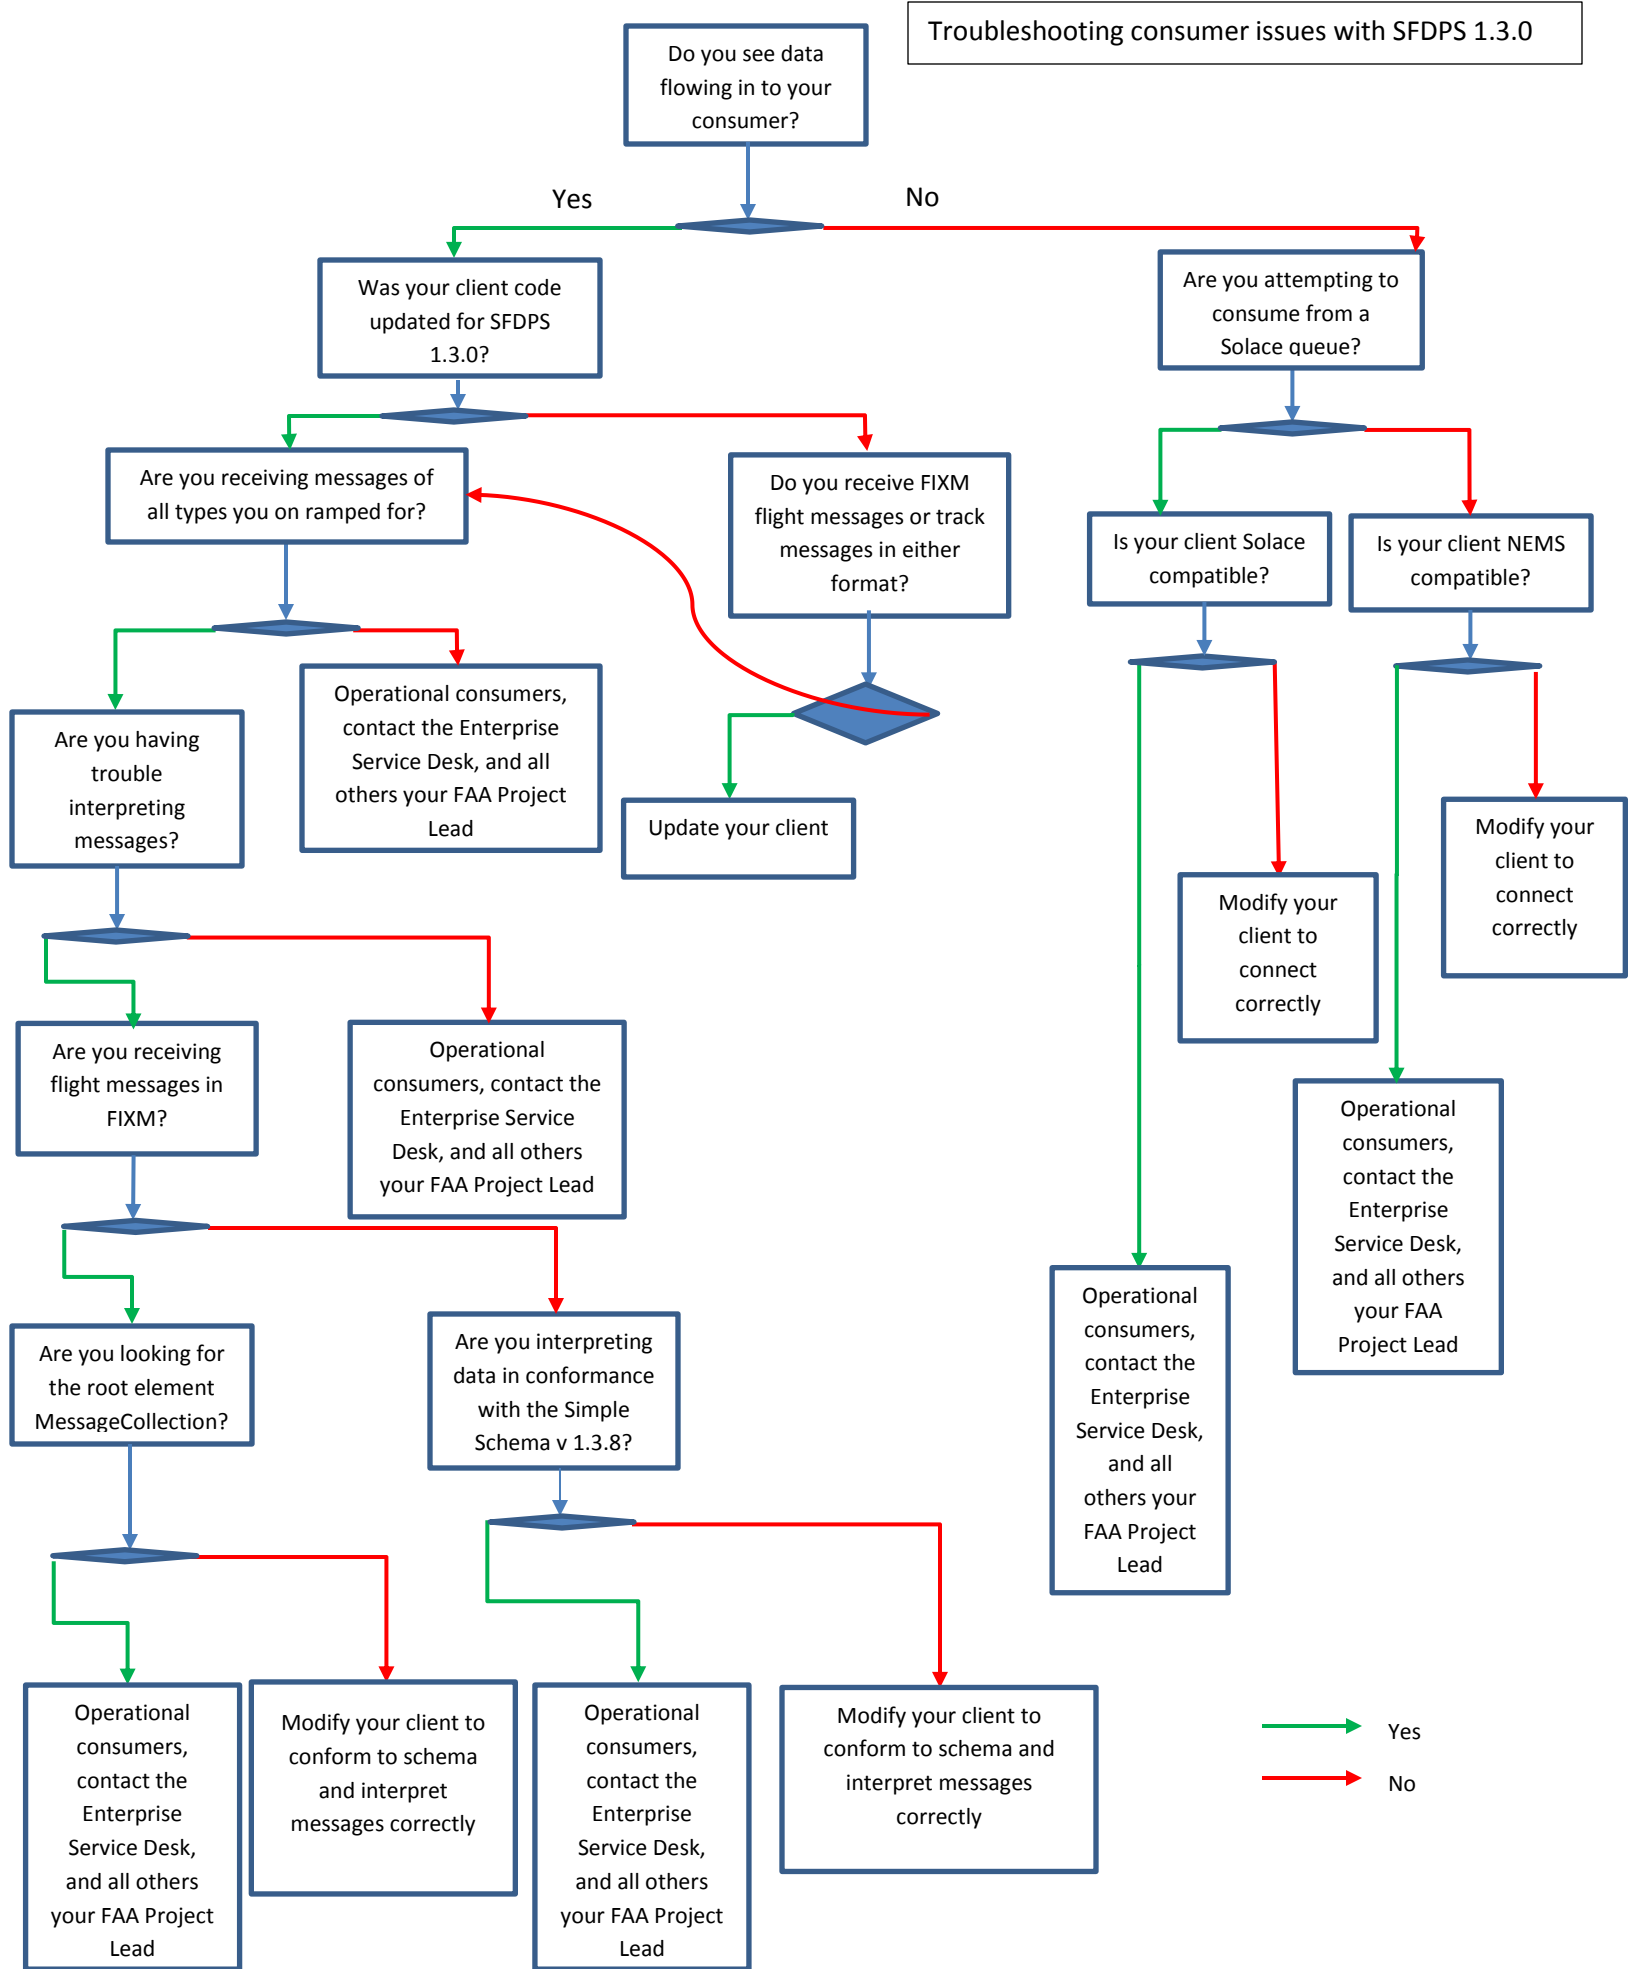 Troubleshooting consumer issues with SFDPS 1.3.0
Do you see data
flowing in to your
consumer?
Yes
No
Was your client code
updated for SFDPS
1.3.0?
Are you attempting to
consume from a
Solace queue?
Are you receiving messages of
all types you on ramped for?
Do you receive FIXM
flight messages or track
messages in either
format?
Is your client Solace
compatible?
Is your client NEMS
compatible?
Are you having
trouble
interpreting
messages?
Operational consumers,
contact the Enterprise
Service Desk, and all
others your FAA Project
Lead
Update your client
Modify your
client to
connect
correctly
Modify your
client to
connect
correctly
Are you receiving
flight messages in
FIXM?
Operational
consumers, contact the
Enterprise Service
Desk, and all others
your FAA Project Lead
Operational
consumers,
contact the
Enterprise
Service Desk,
and all others
your FAA
Project Lead
Operational
consumers,
contact the
Enterprise
Service Desk,
and all
others your
FAA Project
Lead
Are you looking for
the root element
MessageCollection?
Are you interpreting
data in conformance
with the Simple
Schema v 1.3.8?
Operational
consumers,
contact the
Enterprise
Service Desk,
and all others
your FAA Project
Lead
Modify your client to
conform to schema
and interpret
messages correctly
Operational
consumers,
contact the
Enterprise
Service Desk,
and all others
your FAA Project
Lead
Modify your client to
conform to schema and
interpret messages
correctly
Yes
No